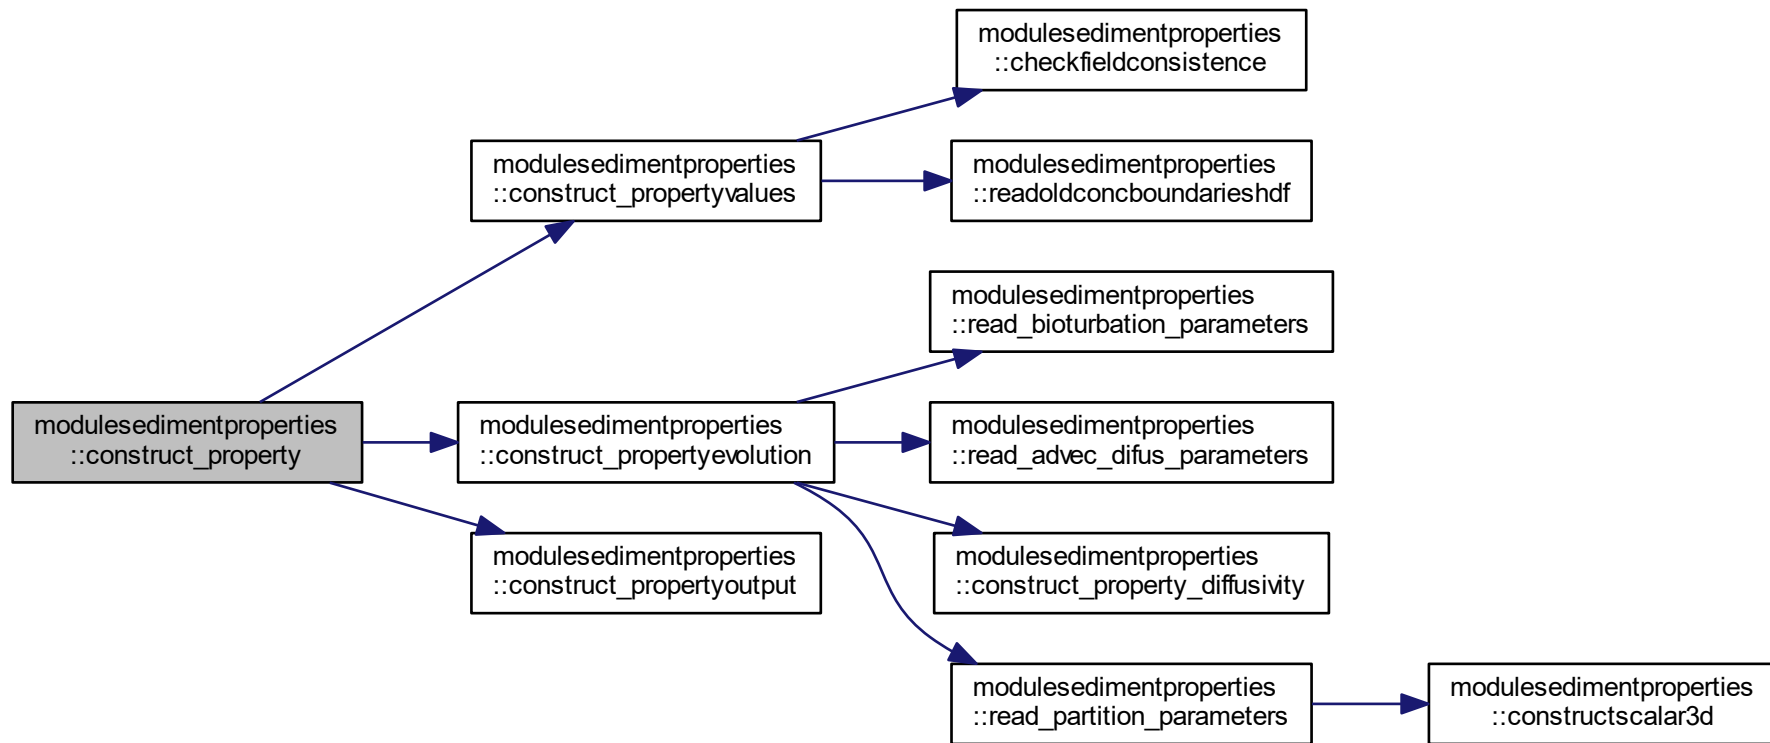 modulesedimentproperties
::checkfieldconsistence
modulesedimentproperties
::construct_propertyvalues
modulesedimentproperties
::readoldconcboundarieshdf
modulesedimentproperties
::read_bioturbation_parameters
modulesedimentproperties
::construct_property
modulesedimentproperties
::construct_propertyevolution
modulesedimentproperties
::read_advec_difus_parameters
modulesedimentproperties
::construct_propertyoutput
modulesedimentproperties
::construct_property_diffusivity
modulesedimentproperties
::read_partition_parameters
modulesedimentproperties
::constructscalar3d